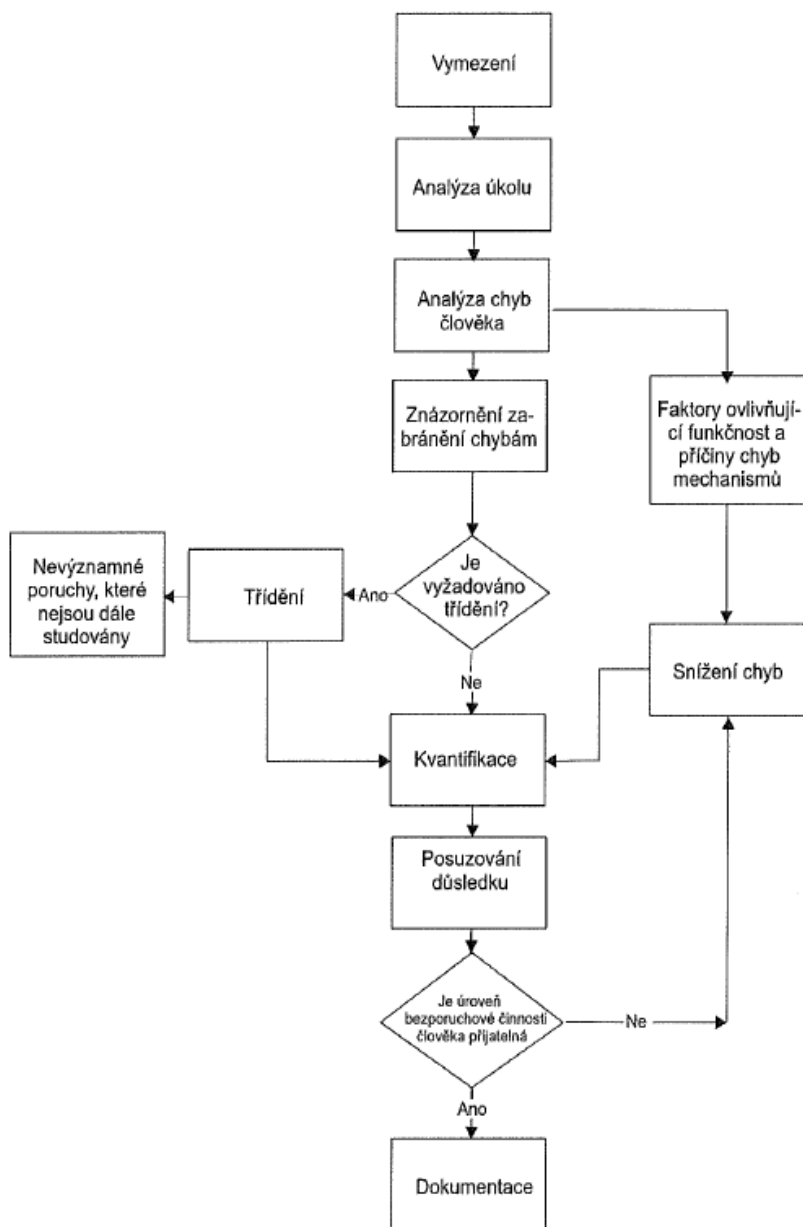 Vymezení
Analýza úkolu
Analýza chyb
člověka
Znázornění za-
bránění chybám
Faktory ovlivňují-
cí funkčnost a
příčiny chyb
mechanismů
Nevýznamné
poruchy, které
nejsou dále
studovány
Třídění
Ano
Je
vyžadováno
třídění?
Ne
Snížení chyb
Kvantifikace
Posuzování
důsledku
Je úroveň
bezporuchové činnosti
člověka přijatelná
Ne
Ano
Dokumentace